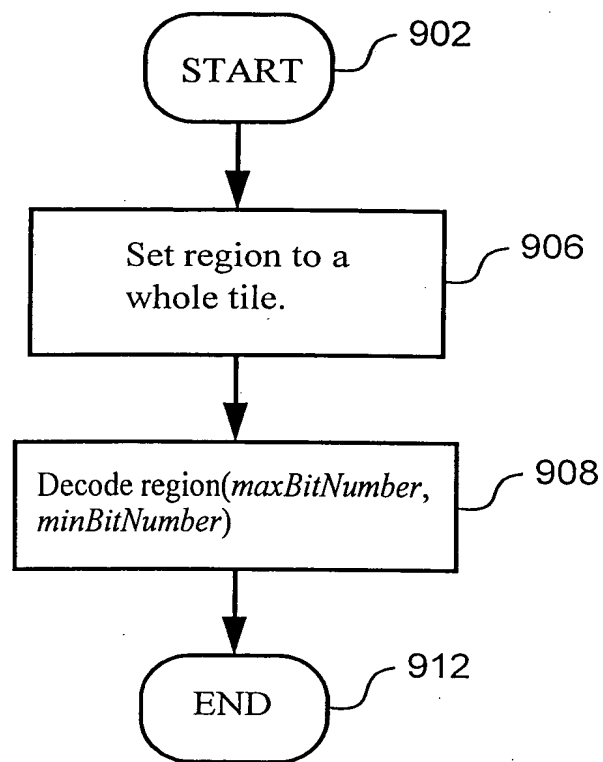 START
902
Set region to a
whole tile.
906
Decode region(maxBitNumber,
minBitNumber)
908
END
912